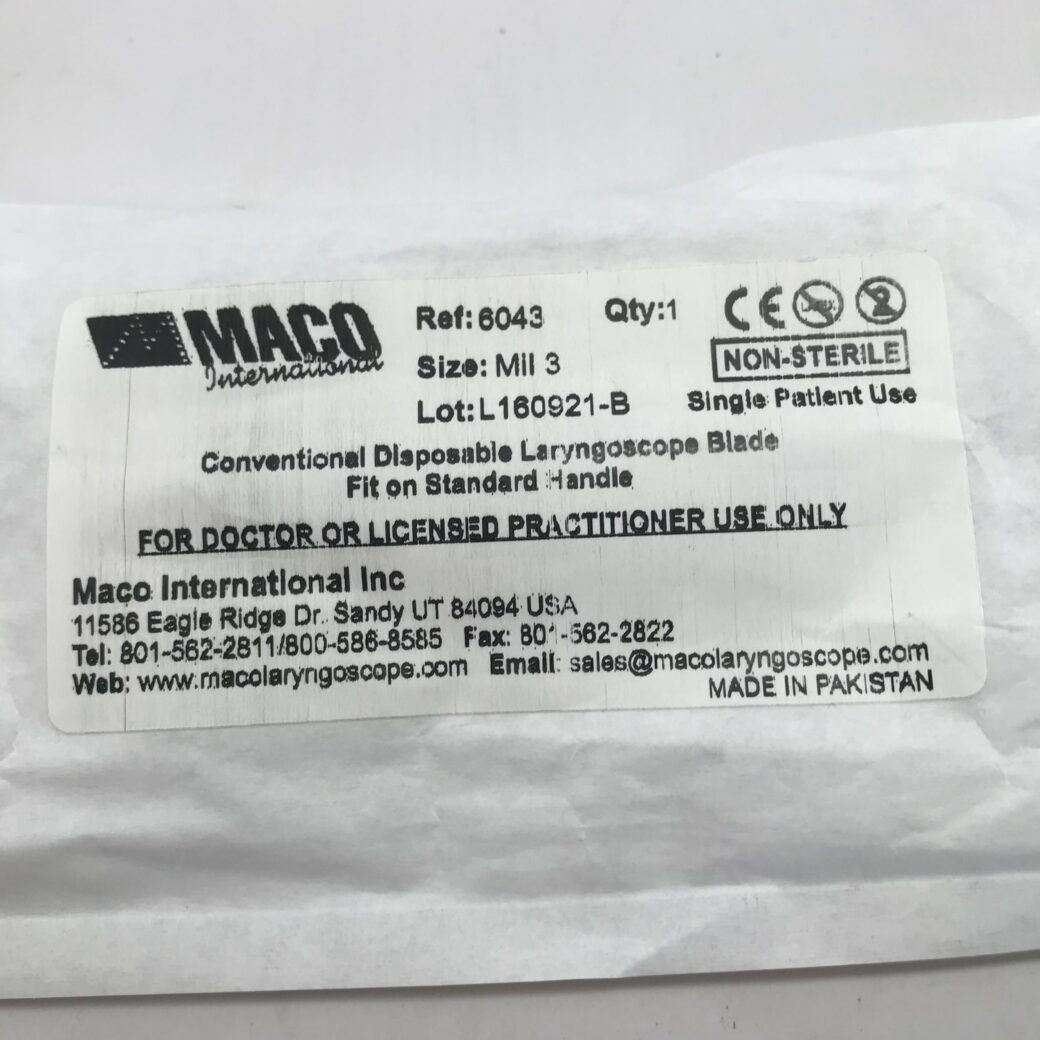 MACO
International
Ref: 6043
Qty:1
CE
LATEX
2
Size: Mil 3
NON-STERILE
Lot: L160921-B
Single Patient Use
Conventional Disposable Laryngoscope Blade
Fit on Standard Handle
FOR DOCTOR OR LICENSED PRACTITIONER USE ONLY
Maco International Inc
11586 Eagle Ridge Dr. Sandy UT 84094 USA
Tel: 801-562-2811/800-586-8585 Fax: 801-562-2822
Web: www.macolaryngoscope.com Email: sales@macolaryngoscope.com
MADE IN PAKISTAN